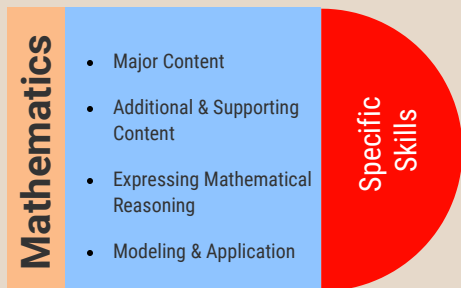 Mathematics
• Major Content
• Additional & Supporting
Content
• Expressing Mathematical
Reasoning
• Modeling & Application
Specific
Skills